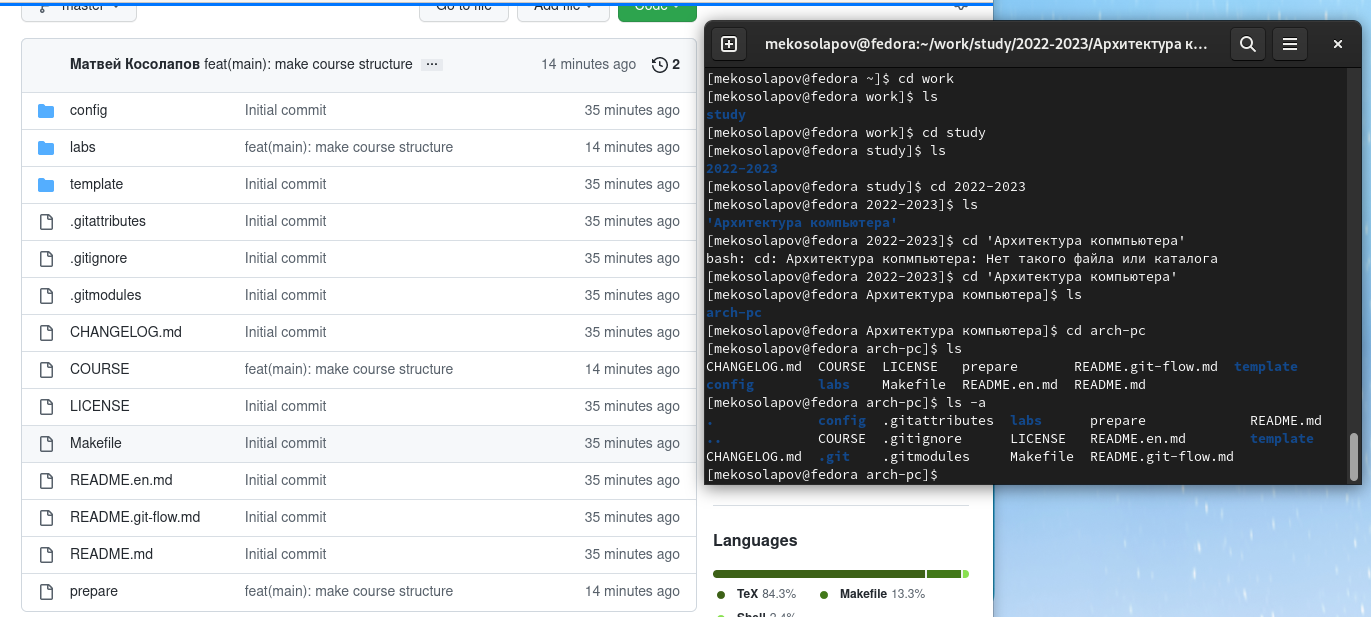 master
Go to file
Add file
Code
Матвей Косолапов feat(main): make course structure ... 14 minutes ago 2
config Initial commit 35 minutes ago
labs feat(main): make course structure 14 minutes ago
template Initial commit 35 minutes ago
.gitattributes Initial commit 35 minutes ago
.gitignore Initial commit 35 minutes ago
.gitmodules Initial commit 35 minutes ago
CHANGELOG.md Initial commit 35 minutes ago
COURSE feat(main): make course structure 14 minutes ago
LICENSE Initial commit 35 minutes ago
Makefile Initial commit 35 minutes ago
README.en.md Initial commit 35 minutes ago
README.git-flow.md Initial commit 35 minutes ago
README.md Initial commit 35 minutes ago
prepare feat(main): make course structure 14 minutes ago
mekosolapov@fedora:~/work/study/2022-2023/Архитектура к...
[mekosolapov@fedora ~]$ cd work
[mekosolapov@fedora work]$ ls
study
[mekosolapov@fedora work]$ cd study
[mekosolapov@fedora study]$ ls
2022-2023
[mekosolapov@fedora study]$ cd 2022-2023
[mekosolapov@fedora 2022-2023]$ ls
'Архитектура компьютера'
[mekosolapov@fedora 2022-2023]$ cd 'Архитектура копмпьютера'
bash: cd: Архитектура копмпьютера: Нет такого файла или каталога
[mekosolapov@fedora 2022-2023]$ cd 'Архитектура компьютера'
[mekosolapov@fedora Архитектура компьютера]$ ls
arch-pc
[mekosolapov@fedora Архитектура компьютера]$ cd arch-pc
[mekosolapov@fedora arch-pc]$ ls
CHANGELOG.md COURSE LICENSE prepare README.git-flow.md template
config labs Makefile README.en.md README.md
[mekosolapov@fedora arch-pc]$ ls -a
. config .gitattributes labs prepare README.md
.. COURSE .gitignore LICENSE README.en.md template
CHANGELOG.md .git .gitmodules Makefile README.git-flow.md
[mekosolapov@fedora arch-pc]$
Languages
TeX 84.3% Makefile 13.3%
Shell 2.4%